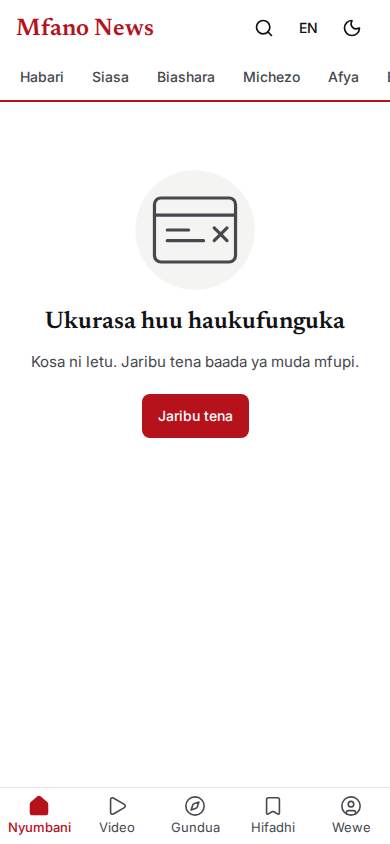 Mfano News
EN
Habari Siasa Biashara Michezo Afya
Ukurasa huu haukufunguka
Kosa ni letu. Jaribu tena baada ya muda mfupi.
Jaribu tena
Nyumbani Video Gundua Hifadhi Wewe